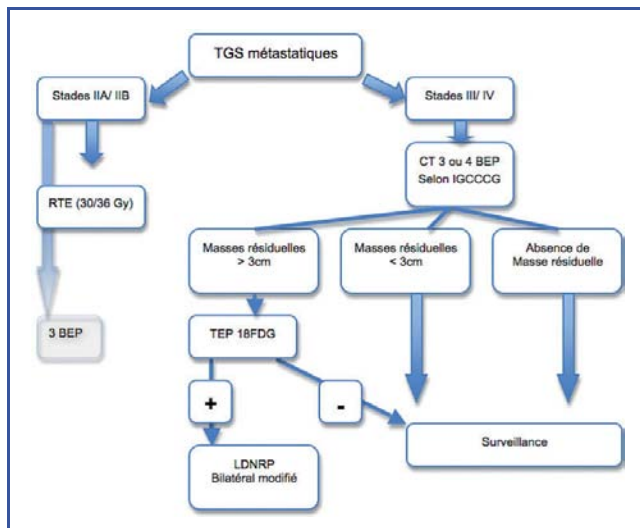 TGS métastatiques
Stades IIA/ IIB
Stades III/ IV
CT 3 ou 4 BEP
Selon IGCCCG
RTE (30/36 Gy)
Masses résiduelles
> 3cm
Masses résiduelles
< 3cm
Absence de
Masse résiduelle
3 BEP
TEP 18FDG
+
-
Surveillance
LDNRP
Bilatéral modifié